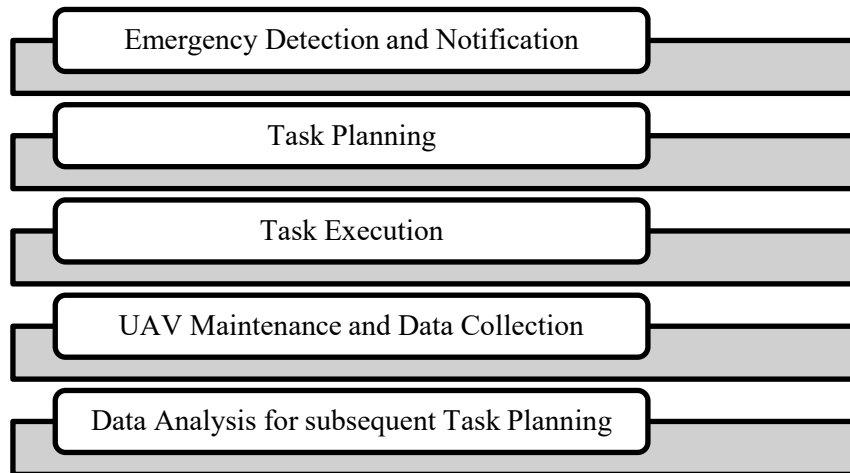 Emergency Detection and Notification
Task Planning
Task Execution
UAV Maintenance and Data Collection
Data Analysis for subsequent Task Planning